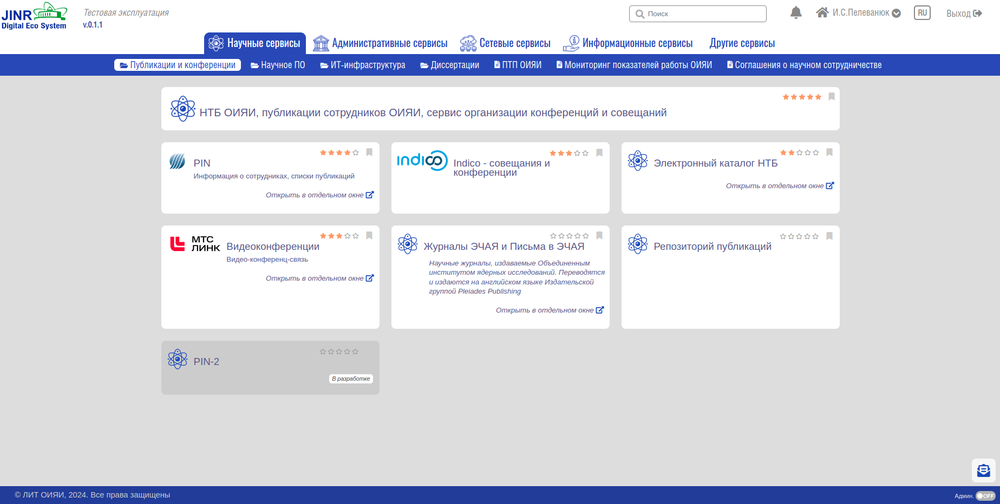 JINR
Digital Eco System
Тестовая эксплуатация
v.0.1.1
Поиск
И.С.Пелеванюк
RU
Выход
Научные сервисы
Административные сервисы
Сетевые сервисы
Информационные сервисы
Другие сервисы
Публикации и конференции
Научное ПО
ИТ-инфраструктура
Диссертации
ПТП ОИЯИ
Мониторинг показателей работы ОИЯИ
Соглашения о научном сотрудничестве
НТБ ОИЯИ, публикации сотрудников ОИЯИ, сервис организации конференций и совещаний
PIN
Информация о сотрудниках, списки публикаций
Открыть в отдельном окне
indico
Indico - совещания и
конференции
Электронный каталог НТБ
Открыть в отдельном окне
МТС
ЛИНК
Видеоконференции
Видео-конференц-связь
Открыть в отдельном окне
Журналы ЭЧАЯ и Письма в ЭЧАЯ
Научные журналы, издаваемые Объединенным
институтом ядерных исследований. Переводятся
и издаются на английском языке Издательской
группой Pleiades Publishing
Открыть в отдельном окне
Репозиторий публикаций
PIN-2
В разработке
© ЛИТ ОИЯИ, 2024. Все права защищены
Админ.
OFF